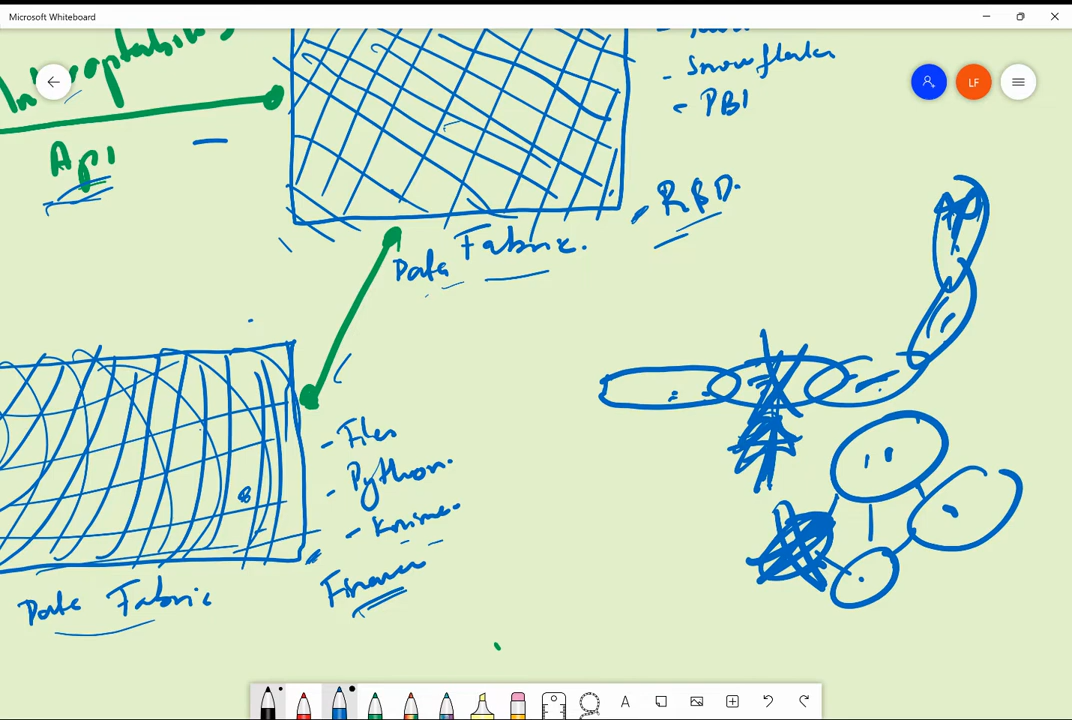 Microsoft Whiteboard
LF
Snowflake
- PBI
Api
- RBD.
Data Fabric.
- Files
- Python.
- Knime.
Finance
Data Fabric
A